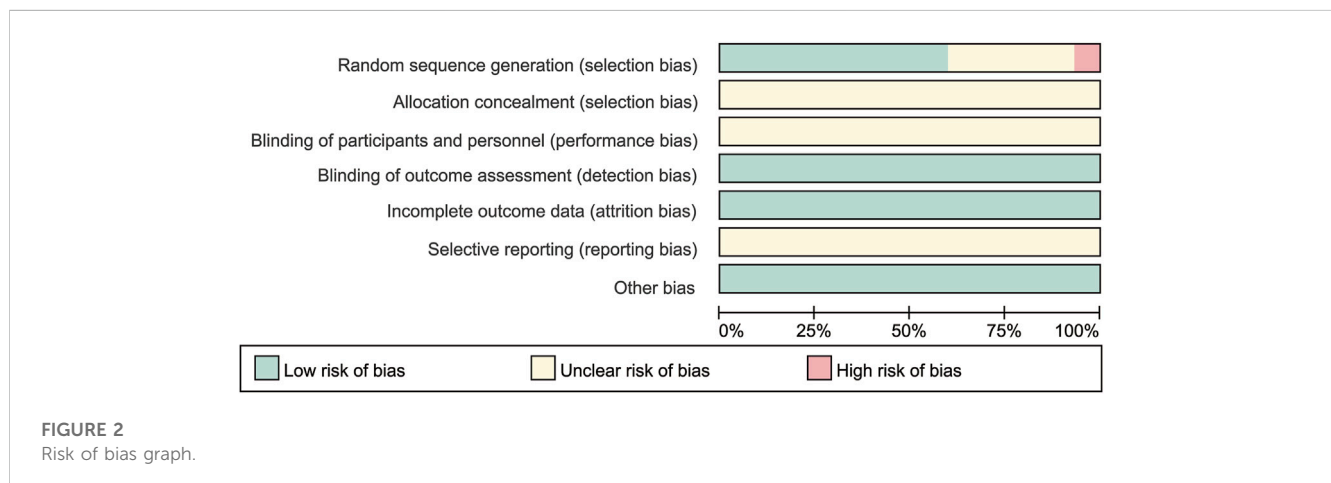 Random sequence generation (selection bias)
Allocation concealment (selection bias)
Blinding of participants and personnel (performance bias)
Blinding of outcome assessment (detection bias)
Incomplete outcome data (attrition bias)
Selective reporting (reporting bias)
Other bias
0% 25% 50% 75% 100%
Low risk of bias Unclear risk of bias High risk of bias
FIGURE 2
Risk of bias graph.